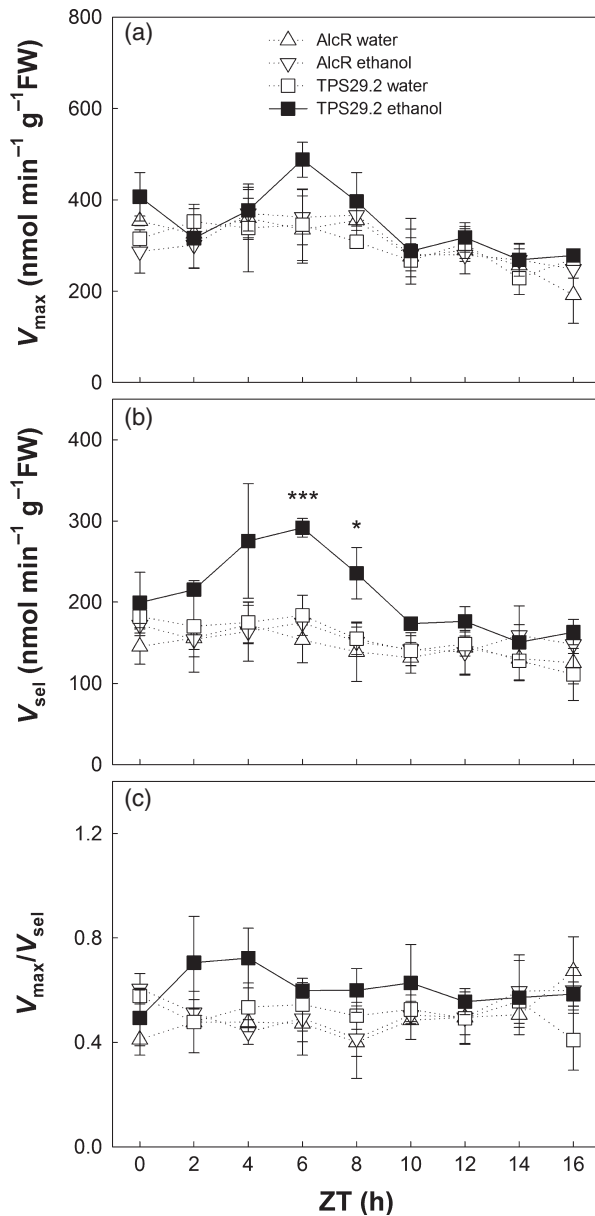 (a)
AlcR water
AlcR ethanol
TPS29.2 water
TPS29.2 ethanol
800
600
400
200
0
Vmax (nmol min⁻¹ g⁻¹FW)
(b)
***
*
400
300
200
100
0
Vsel (nmol min⁻¹ g⁻¹FW)
(c)
1.2
0.8
0.4
0.0
Vmax/Vsel
0 2 4 6 8 10 12 14 16
ZT (h)